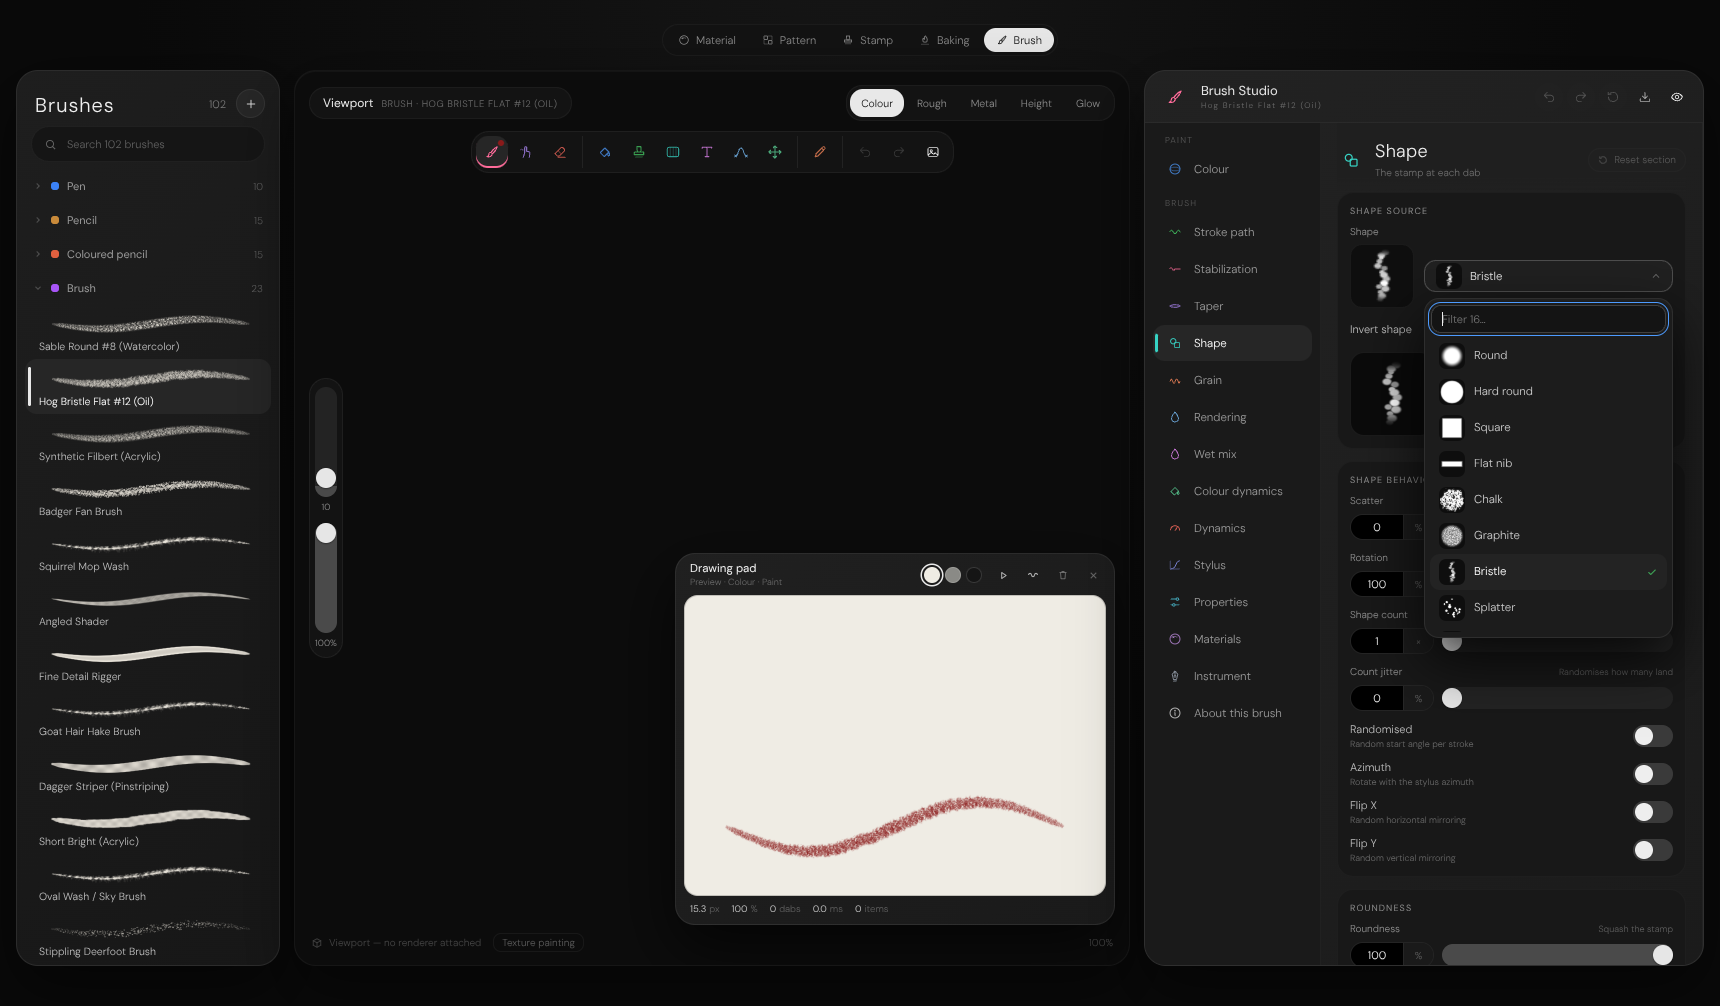 Material
Pattern
Stamp
Baking
Brush
Brushes
102
Search 102 brushes
Pen
10
Pencil
15
Coloured pencil
15
Brush
23
Sable Round #8 (Watercolor)
Hog Bristle Flat #12 (Oil)
Synthetic Filbert (Acrylic)
Badger Fan Brush
Squirrel Mop Wash
Angled Shader
Fine Detail Rigger
Goat Hair Hake Brush
Dagger Striper (Pinstriping)
Short Bright (Acrylic)
Oval Wash / Sky Brush
Stippling Deerfoot Brush
Viewport
BRUSH · HOG BRISTLE FLAT #12 (OIL)
Colour
Rough
Metal
Height
Glow
10
100%
Drawing pad
Preview · Colour · Paint
15.3 px
100 %
0 dabs
0.0 ms
0 items
Viewport — no renderer attached
Texture painting
100%
Brush Studio
Hog Bristle Flat #12 (Oil)
PAINT
Colour
BRUSH
Stroke path
Stabilization
Taper
Shape
Grain
Rendering
Wet mix
Colour dynamics
Dynamics
Stylus
Properties
Materials
Instrument
About this brush
Shape
The stamp at each dab
Reset section
SHAPE SOURCE
Shape
Bristle
Filter 16…
Invert shape
Round
Hard round
Square
Flat nib
Chalk
Graphite
Bristle
Splatter
Scatter
0 %
Rotation
100 %
Shape count
1
Count jitter
Randomises how many land
0 %
Randomised
Random start angle per stroke
Azimuth
Rotate with the stylus azimuth
Flip X
Random horizontal mirroring
Flip Y
Random vertical mirroring
ROUNDNESS
Roundness
Squash the stamp
100 %